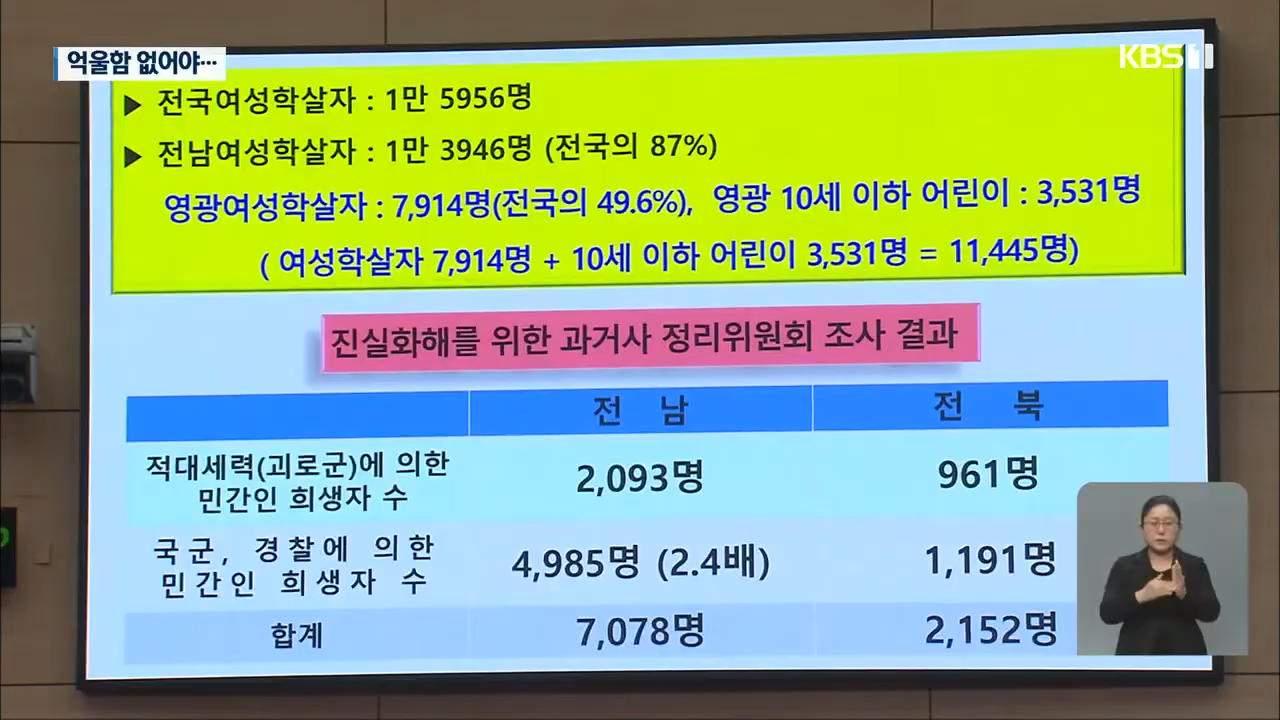 억울함 없어야…
KBS 1
▶ 전국여성학살자 : 1만 5956명
▶ 전남여성학살자 : 1만 3946명 (전국의 87%)
영광여성학살자 : 7,914명(전국의 49.6%), 영광 10세 이하 어린이 : 3,531명
( 여성학살자 7,914명 + 10세 이하 어린이 3,531명 = 11,445명)
진실화해를 위한 과거사 정리위원회 조사 결과
전 남 전 북
적대세력(괴로군)에 의한
민간인 희생자 수 2,093명 961명
국군, 경찰에 의한
민간인 희생자 수 4,985명 (2.4배) 1,191명
합계 7,078명 2,152명